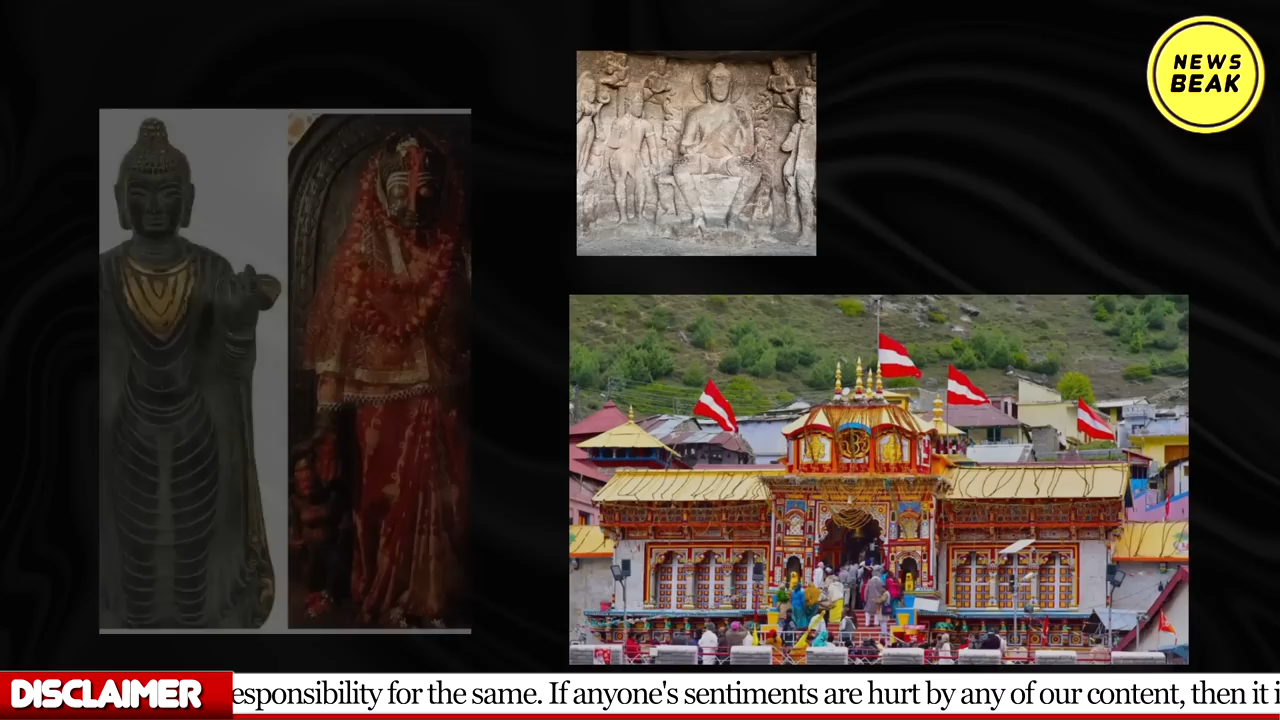 NEWS
BEAK
DISCLAIMER
esponsibility for the same. If anyone's sentiments are hurt by any of our content, then it i